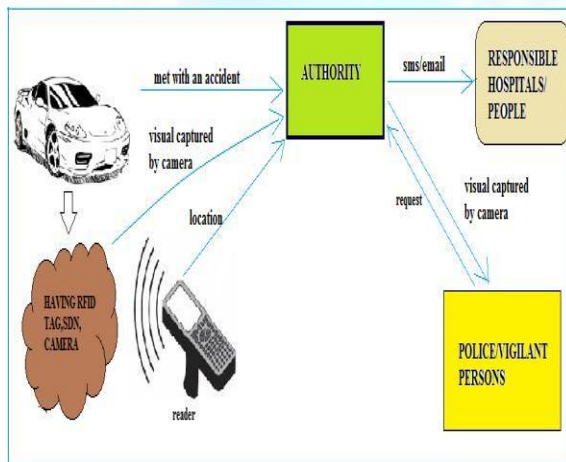 met with an accident
AUTHORITY
sms/email
RESPONSIBLE
HOSPITALS/
PEOPLE
visual captured
by camera
location
request
visual captured
by camera
HAVING RFID
TAG,SDN,
CAMERA
reader
POLICE/VIGILANT
PERSONS